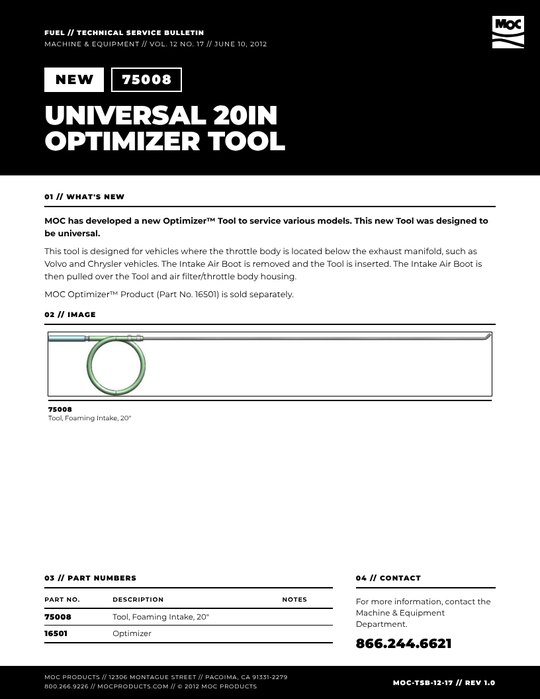 FUEL // TECHNICAL SERVICE BULLETIN
MACHINE & EQUIPMENT // VOL. 12 NO. 17 // JUNE 10, 2012
MOC
NEW 75008
UNIVERSAL 20IN
OPTIMIZER TOOL
01 // WHAT'S NEW
MOC has developed a new Optimizer™ Tool to service various models. This new Tool was designed to
be universal.
This tool is designed for vehicles where the throttle body is located below the exhaust manifold, such as
Volvo and Chrysler vehicles. The Intake Air Boot is removed and the Tool is inserted. The Intake Air Boot is
then pulled over the Tool and air filter/throttle body housing.
MOC Optimizer™ Product (Part No. 16501) is sold separately.
02 // IMAGE
75008
Tool, Foaming Intake, 20"
03 // PART NUMBERS
PART NO. DESCRIPTION NOTES
75008 Tool, Foaming Intake, 20"
16501 Optimizer
04 // CONTACT
For more information, contact the
Machine & Equipment
Department.
866.244.6621
MOC PRODUCTS // 12306 MONTAGUE STREET // PACOIMA, CA 91331-2279
800.266.9226 // MOCPRODUCTS.COM // © 2012 MOC PRODUCTS
MOC-TSB-12-17 // REV 1.0